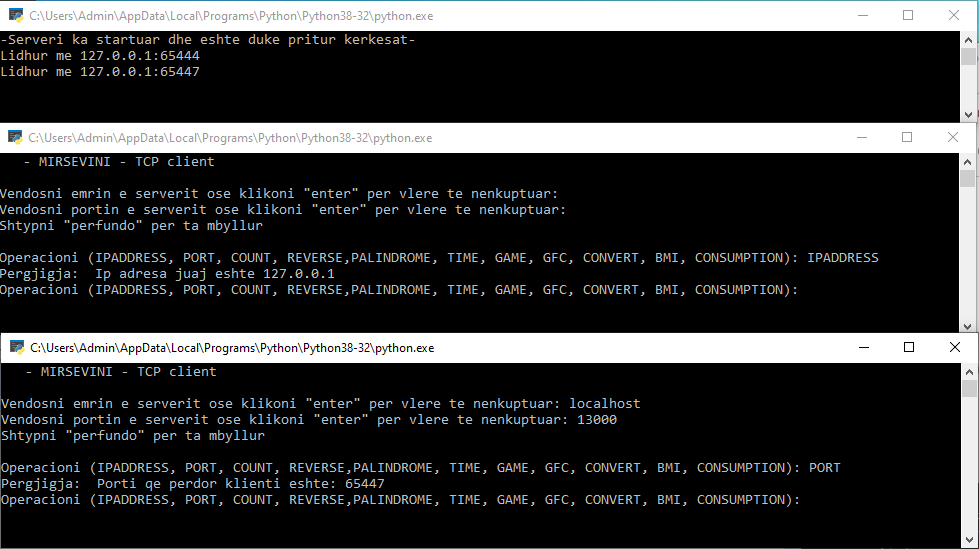 C:\Users\Admin\AppData\Local\Programs\Python\Python38-32\python.exe
-Serveri ka startuar dhe eshte duke pritur kerkesat-
Lidhur me 127.0.0.1:65444
Lidhur me 127.0.0.1:65447
C:\Users\Admin\AppData\Local\Programs\Python\Python38-32\python.exe
- MIRSEVINI - TCP client
Vendosni emrin e serverit ose klikoni "enter" per vlere te nenkuptuar:
Vendosni portin e serverit ose klikoni "enter" per vlere te nenkuptuar:
Shtypni "perfundo" per ta mbyllur
Operacioni (IPADDRESS, PORT, COUNT, REVERSE,PALINDROME, TIME, GAME, GFC, CONVERT, BMI, CONSUMPTION): IPADDRESS
Pergjigja:  Ip adresa juaj eshte 127.0.0.1
Operacioni (IPADDRESS, PORT, COUNT, REVERSE,PALINDROME, TIME, GAME, GFC, CONVERT, BMI, CONSUMPTION):
C:\Users\Admin\AppData\Local\Programs\Python\Python38-32\python.exe
- MIRSEVINI - TCP client
Vendosni emrin e serverit ose klikoni "enter" per vlere te nenkuptuar: localhost
Vendosni portin e serverit ose klikoni "enter" per vlere te nenkuptuar: 13000
Shtypni "perfundo" per ta mbyllur
Operacioni (IPADDRESS, PORT, COUNT, REVERSE,PALINDROME, TIME, GAME, GFC, CONVERT, BMI, CONSUMPTION): PORT
Pergjigja:  Porti qe perdor klienti eshte: 65447
Operacioni (IPADDRESS, PORT, COUNT, REVERSE,PALINDROME, TIME, GAME, GFC, CONVERT, BMI, CONSUMPTION):